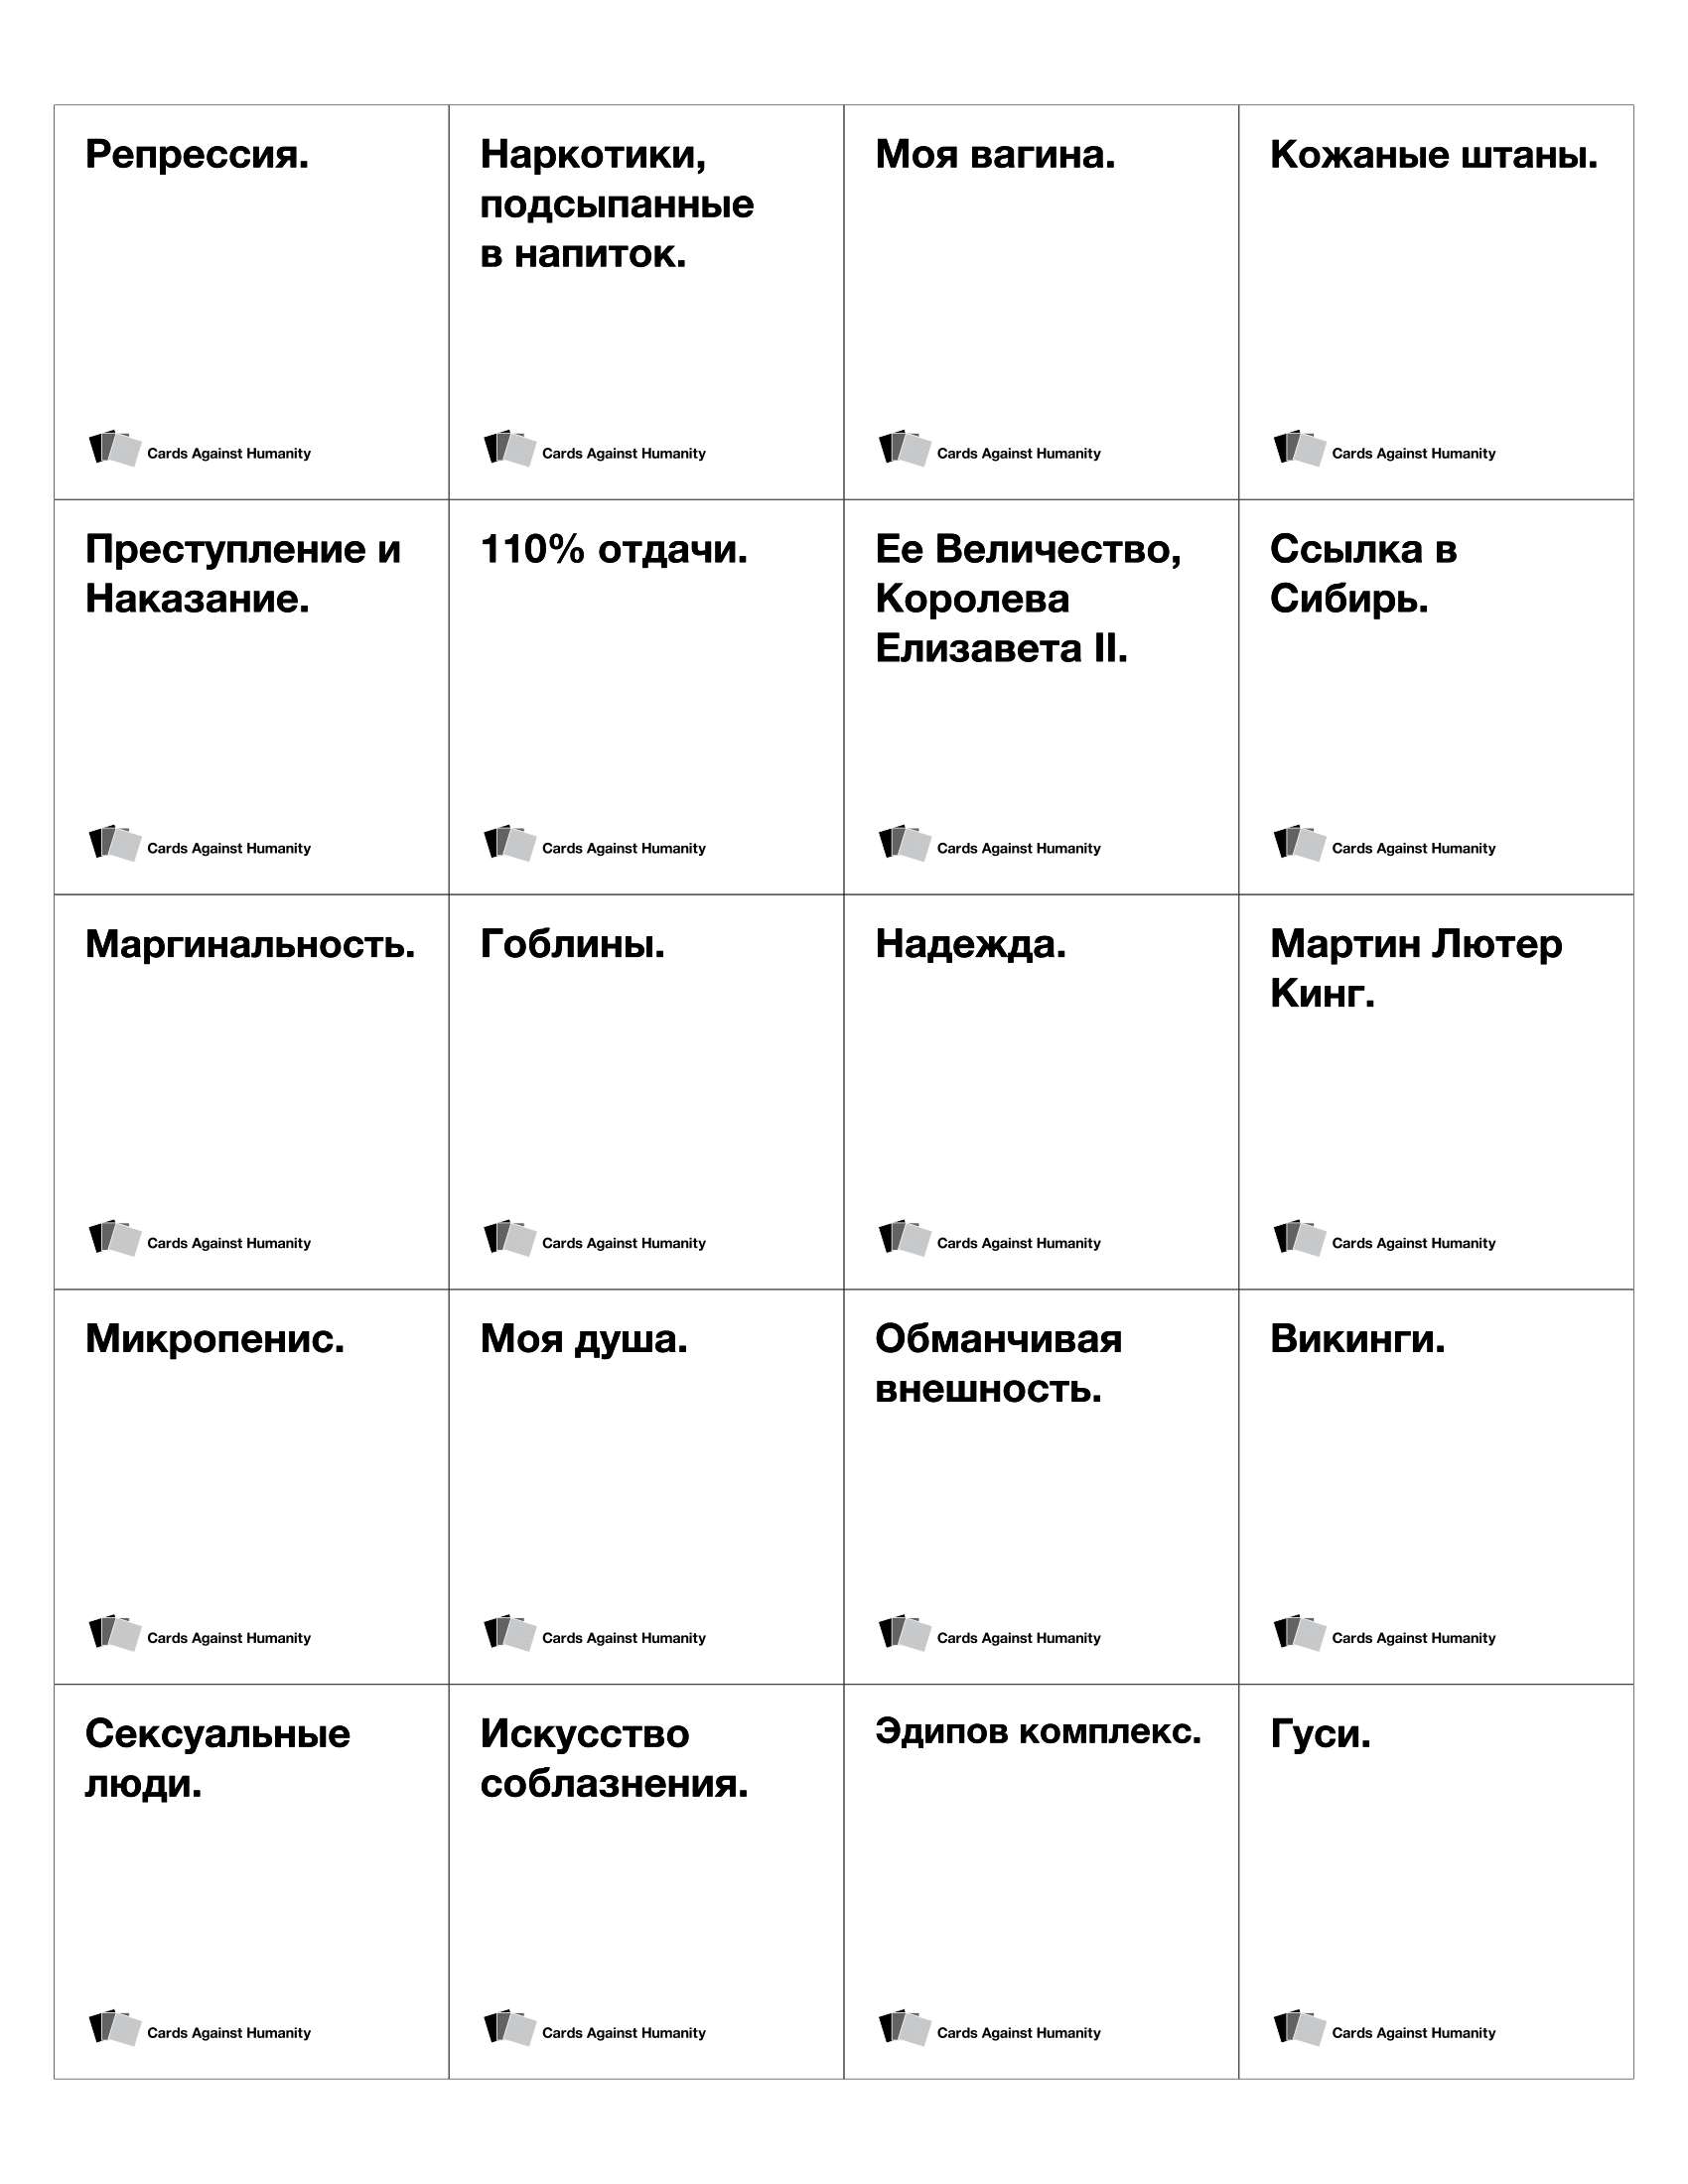 Репрессия.
Cards Against Humanity
Наркотики,
подсыпанные
в напиток.
Cards Against Humanity
Моя вагина.
Cards Against Humanity
Кожаные штаны.
Cards Against Humanity
Преступление и
Наказание.
Cards Against Humanity
110% отдачи.
Cards Against Humanity
Ее Величество,
Королева
Елизавета II.
Cards Against Humanity
Ссылка в
Сибирь.
Cards Against Humanity
Маргинальность.
Cards Against Humanity
Гоблины.
Cards Against Humanity
Надежда.
Cards Against Humanity
Мартин Лютер
Кинг.
Cards Against Humanity
Микропенис.
Cards Against Humanity
Моя душа.
Cards Against Humanity
Обманчивая
внешность.
Cards Against Humanity
Викинги.
Cards Against Humanity
Сексуальные
люди.
Cards Against Humanity
Искусство
соблазнения.
Cards Against Humanity
Эдипов комплекс.
Cards Against Humanity
Гуси.
Cards Against Humanity